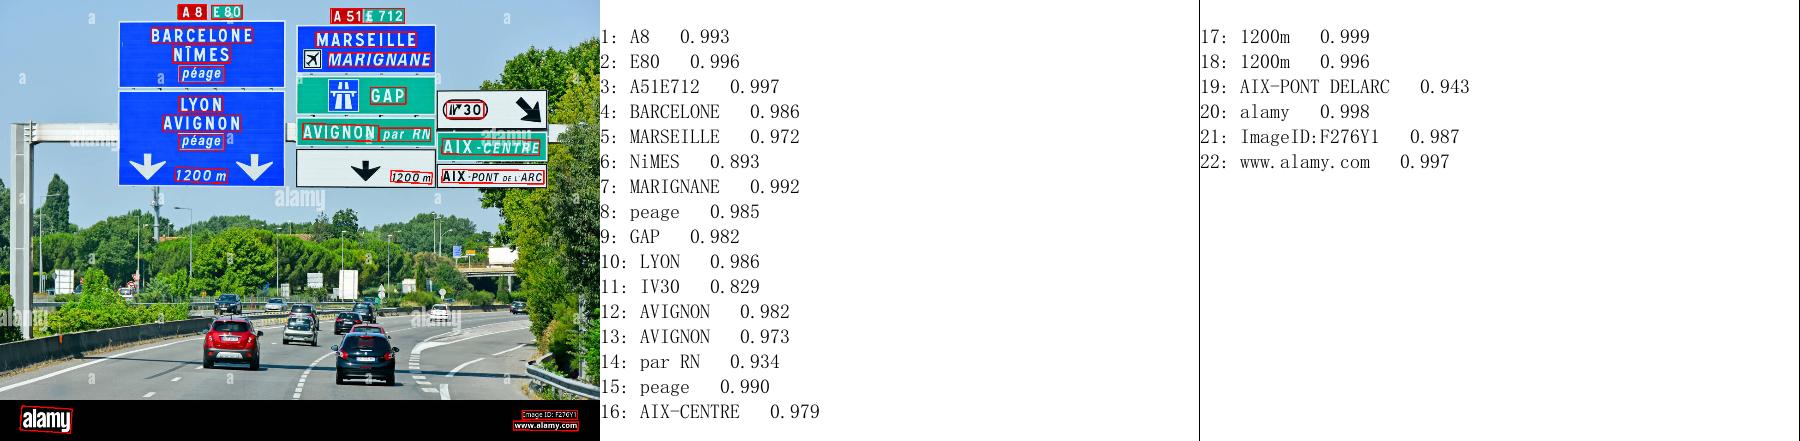 A 8 E 80
BARCELONE
NÎMES
péage
LYON
AVIGNON
péage
1200 m
A 51 E 712
MARSEILLE
MARIGNANE
GAP
AVIGNON par RN
1200 m
N° 30
AIX-CENTRE
AIX-PONT DE L'ARC
a
alamy
alamy
Image ID: F276Y1
www.alamy.com
1: A8 0.993
2: E80 0.996
3: A51E712 0.997
4: BARCELONE 0.986
5: MARSEILLE 0.972
6: NiMES 0.893
7: MARIGNANE 0.992
8: peage 0.985
9: GAP 0.982
10: LYON 0.986
11: IV30 0.829
12: AVIGNON 0.982
13: AVIGNON 0.973
14: par RN 0.934
15: peage 0.990
16: AIX-CENTRE 0.979
17: 1200m 0.999
18: 1200m 0.996
19: AIX-PONT DELARC 0.943
20: alamy 0.998
21: ImageID:F276Y1 0.987
22: www.alamy.com 0.997